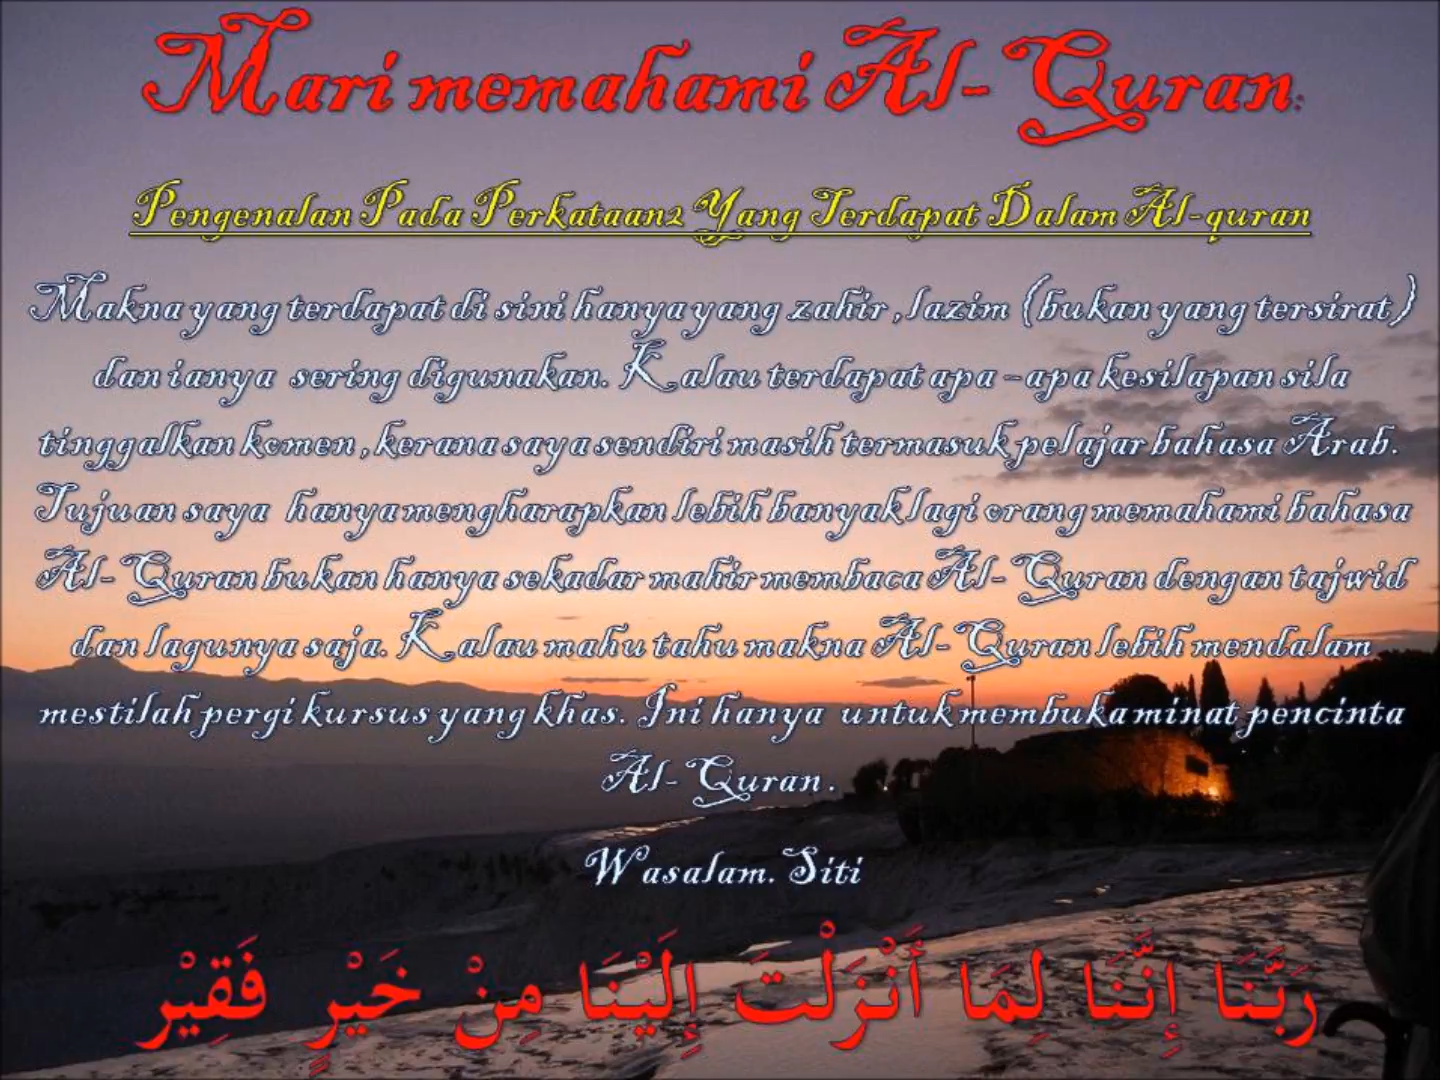 Mari memahami Al-Quran:
Pengenalan Pada Perkataan2 Yang Terdapat Dalam Al-quran
Makna yang terdapat di sini hanya yang zahir, lazim (bukan yang tersirat)
dan ianya sering digunakan. Kalau terdapat apa-apa kesilapan sila
tinggalkan komen, kerana saya sendiri masih termasuk pelajar bahasa Arab.
Tujuan saya hanya mengharapkan lebih banyak lagi orang memahami bahasa
Al-Quran bukan hanya sekadar mahir membaca Al-Quran dengan tajwid
dan lagunya saja. Kalau mahu tahu makna Al-Quran lebih mendalam
mestilah pergi kursus yang khas. Ini hanya untuk membuka minat pencinta
Al-Quran.
Wasalam. Siti
رَبَّنَا إِنَّنَا لِمَا أَنْزَلْتَ إِلَيْنَا مِنْ خَيْرٍ فَقِيْر